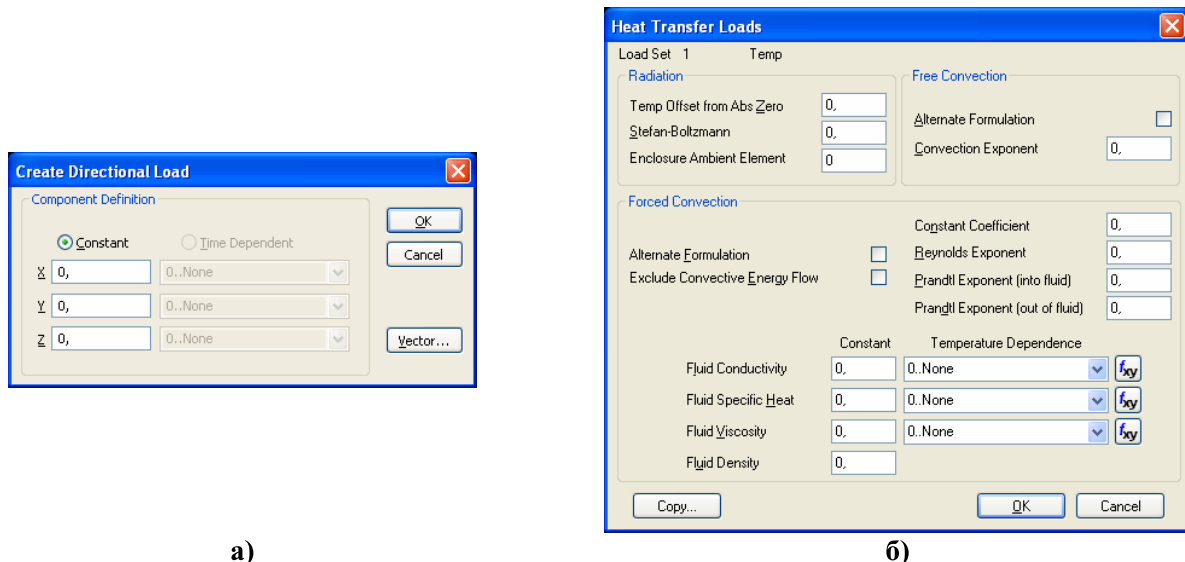 Create Directional Load
Component Definition
Constant Time Dependent
X 0, 0..None
Y 0, 0..None
Z 0, 0..None
OK
Cancel
Vector...
а)
Heat Transfer Loads
Load Set 1 Temp
Radiation
Temp Offset from Abs Zero 0,
Stefan-Boltzmann 0,
Enclosure Ambient Element 0
Free Convection
Alternate Formulation
Convection Exponent 0,
Forced Convection
Alternate Formulation
Exclude Convective Energy Flow
Constant Coefficient 0,
Reynolds Exponent 0,
Prandtl Exponent (into fluid) 0,
Prandtl Exponent (out of fluid) 0,
Constant Temperature Dependence
Fluid Conductivity 0, 0..None fxy
Fluid Specific Heat 0, 0..None fxy
Fluid Viscosity 0, 0..None fxy
Fluid Density 0,
Copy... OK Cancel
б)